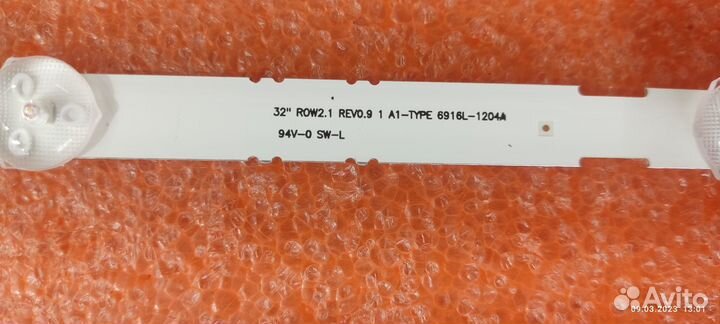 32" ROW2.1 REV0.9 1 A1-TYPE 6916L-1204A
94V-0 SW-L
Avito
09.03.2023 13:01